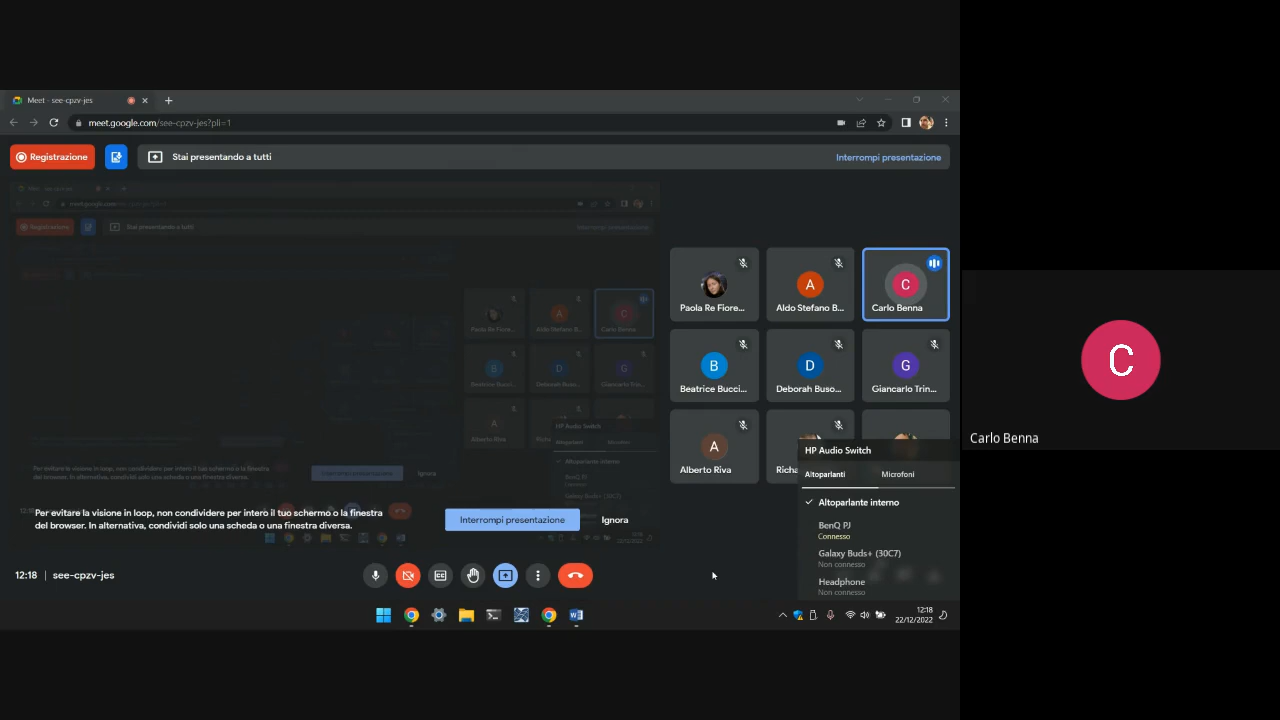 Meet - see-cpzv-jes
meet.google.com/see-cpzv-jes?pli=1
Registrazione
Stai presentando a tutti
Interrompi presentazione
Paola Re Fiore...
Aldo Stefano B...
Carlo Benna
Beatrice Bucci...
Deborah Buso...
Giancarlo Trin...
Alberto Riva
Richa
HP Audio Switch
Altoparlanti
Microfoni
Altoparlante interno
BenQ PJ
Connesso
Galaxy Buds+ (30C7)
Non connesso
Headphone
Non connesso
Per evitare la visione in loop, non condividere per intero il tuo schermo o la finestra
del browser. In alternativa, condividi solo una scheda o una finestra diversa.
Interrompi presentazione
Ignora
12:18 | see-cpzv-jes
12:18
22/12/2022
A
C
B
D
G
A
C
Carlo Benna